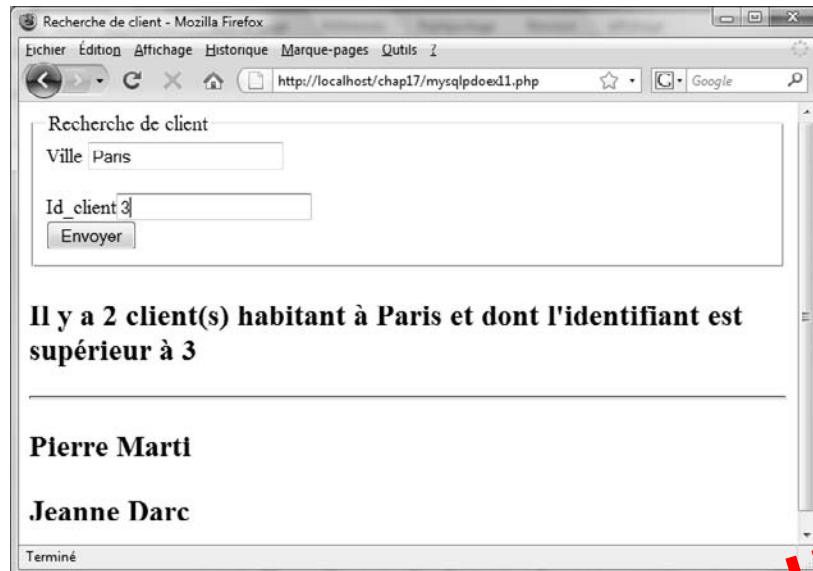 Recherche de client - Mozilla Firefox
Fichier Édition Affichage Historique Marque-pages Outils ?
http://localhost/chap17/mysqlpdoex11.php
Google
Recherche de client
Ville Paris
Id_client 3
Envoyer
Il y a 2 client(s) habitant à Paris et dont l'identifiant est
supérieur à 3
Pierre Marti
Jeanne Darc
Terminé